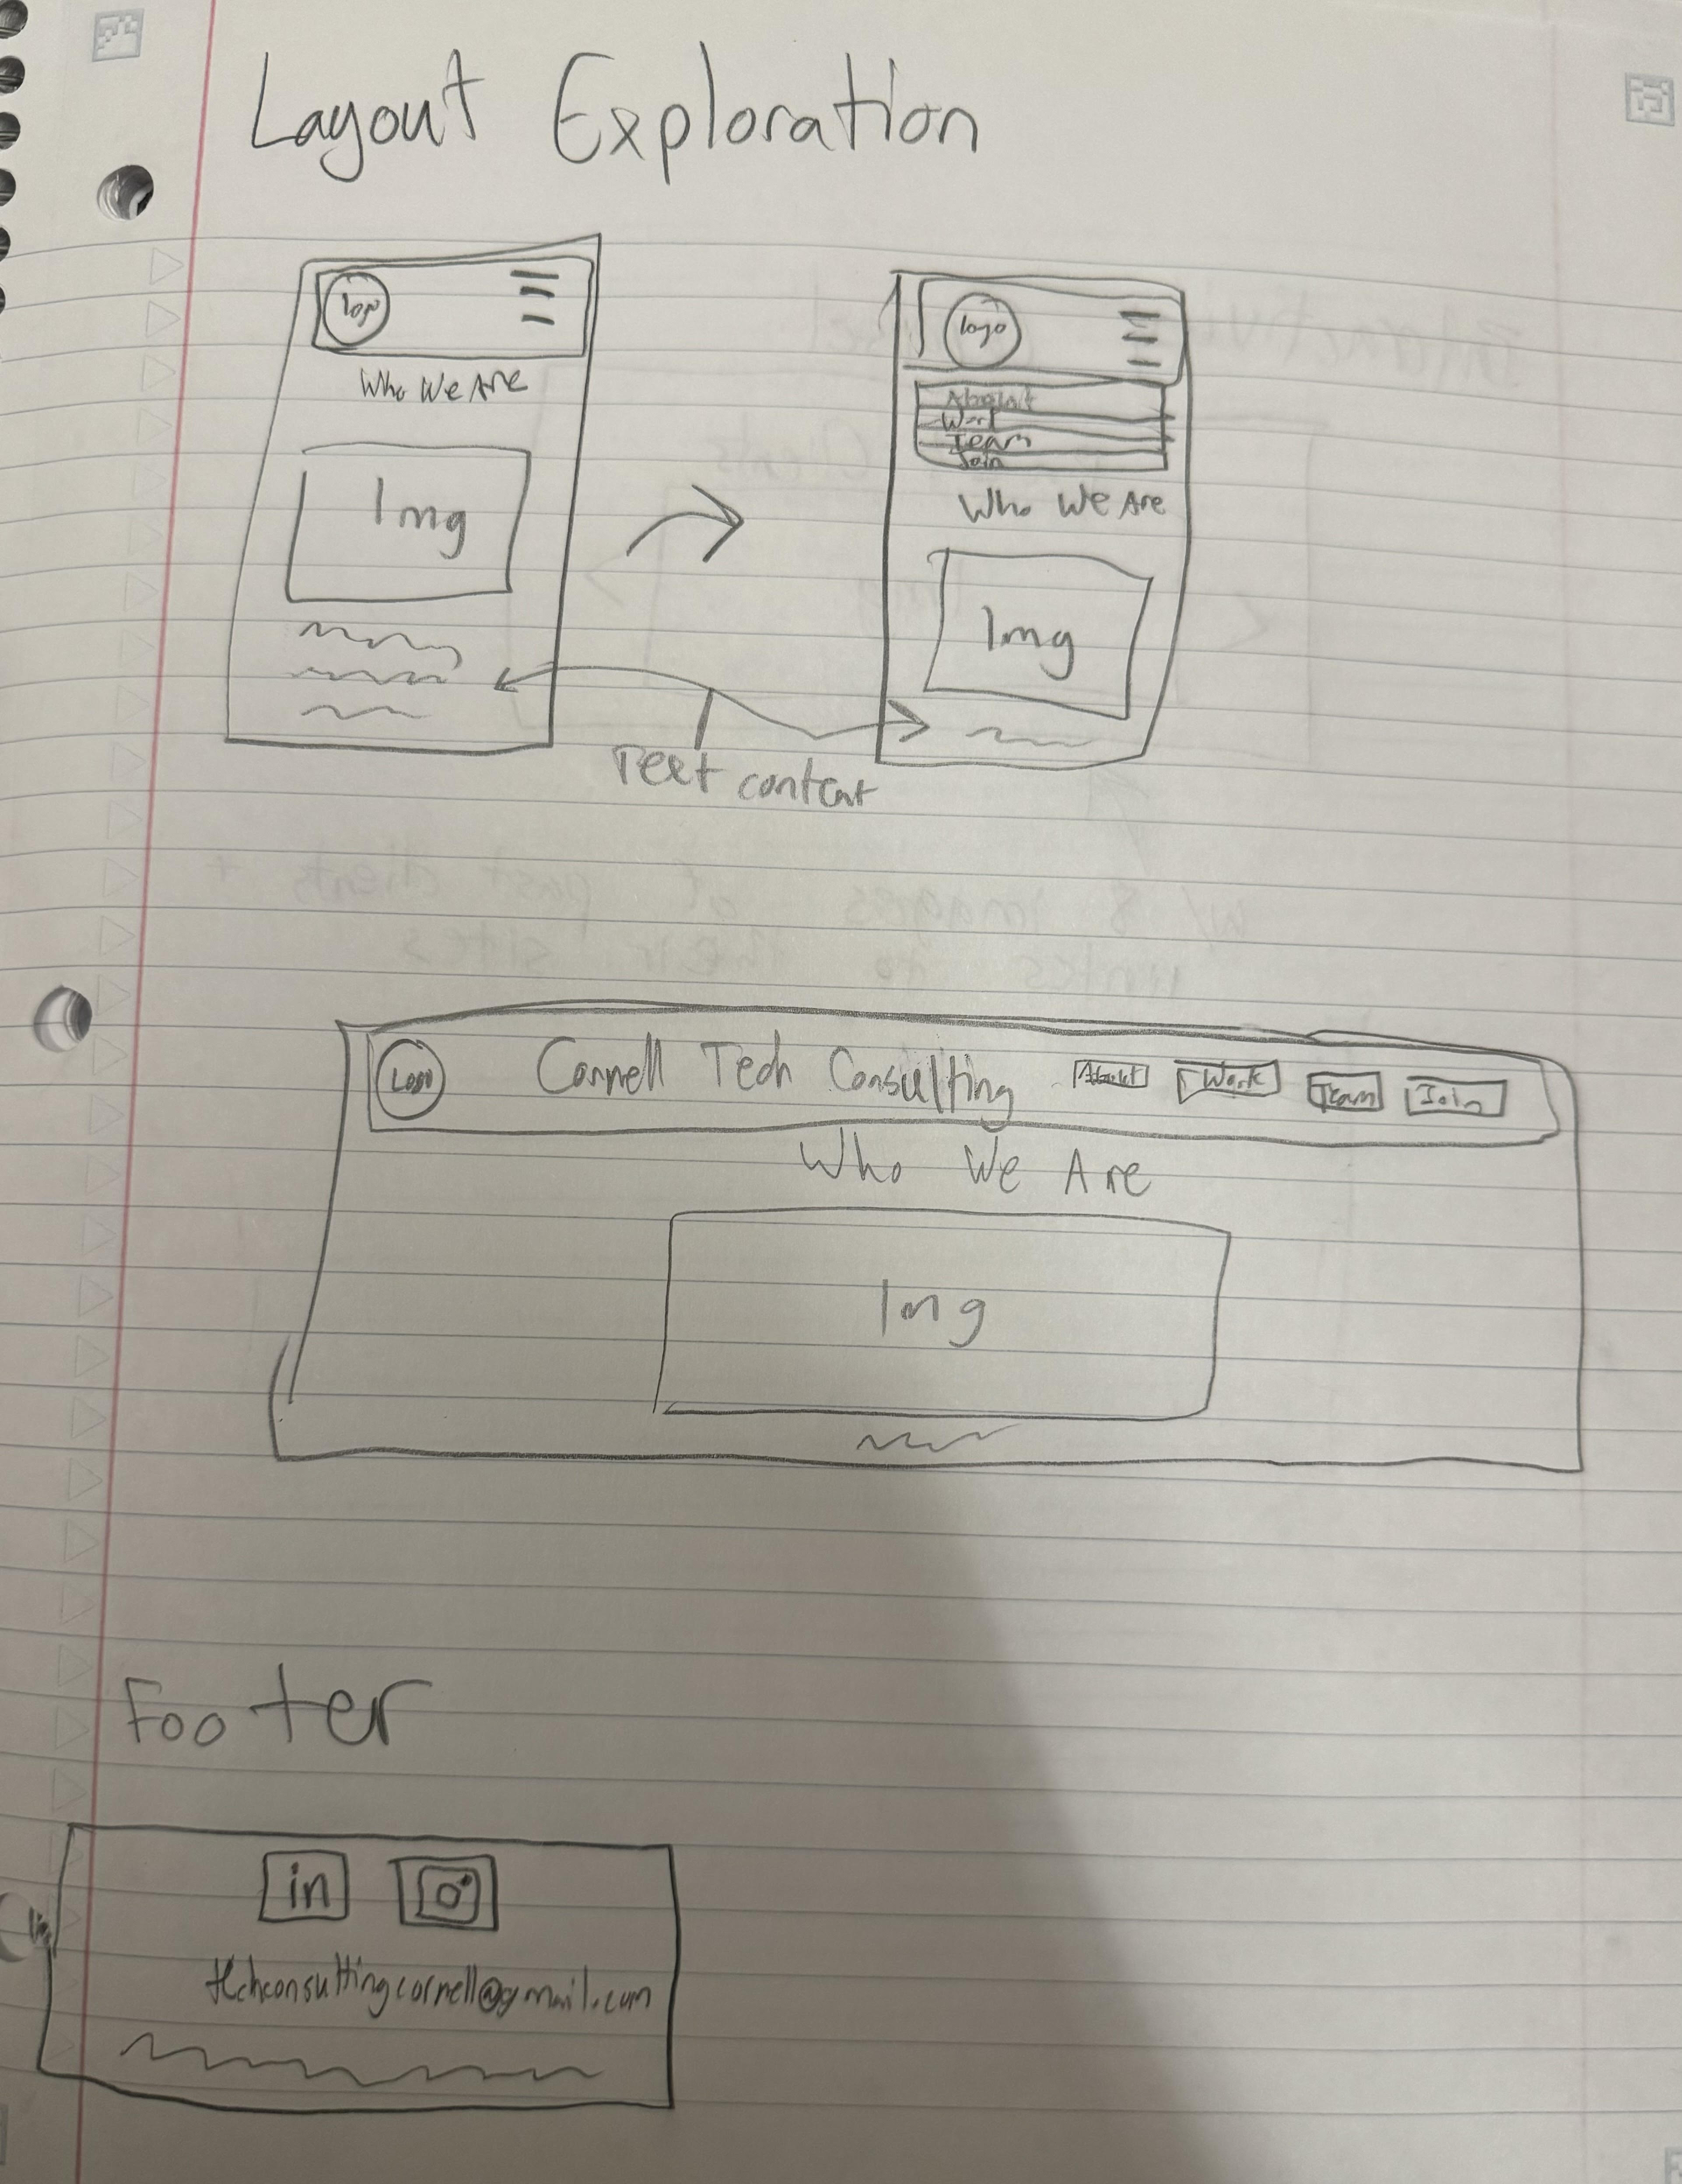 Layout Exploration
logo
Who We Are
Img
logo
About
Work
Team
Join
Who We Are
Img
Text content
Logo
Cornell Tech Consulting
About
Work
Team
Join
Who We Are
Img
Footer
in
techconsultingcornell@gmail.com